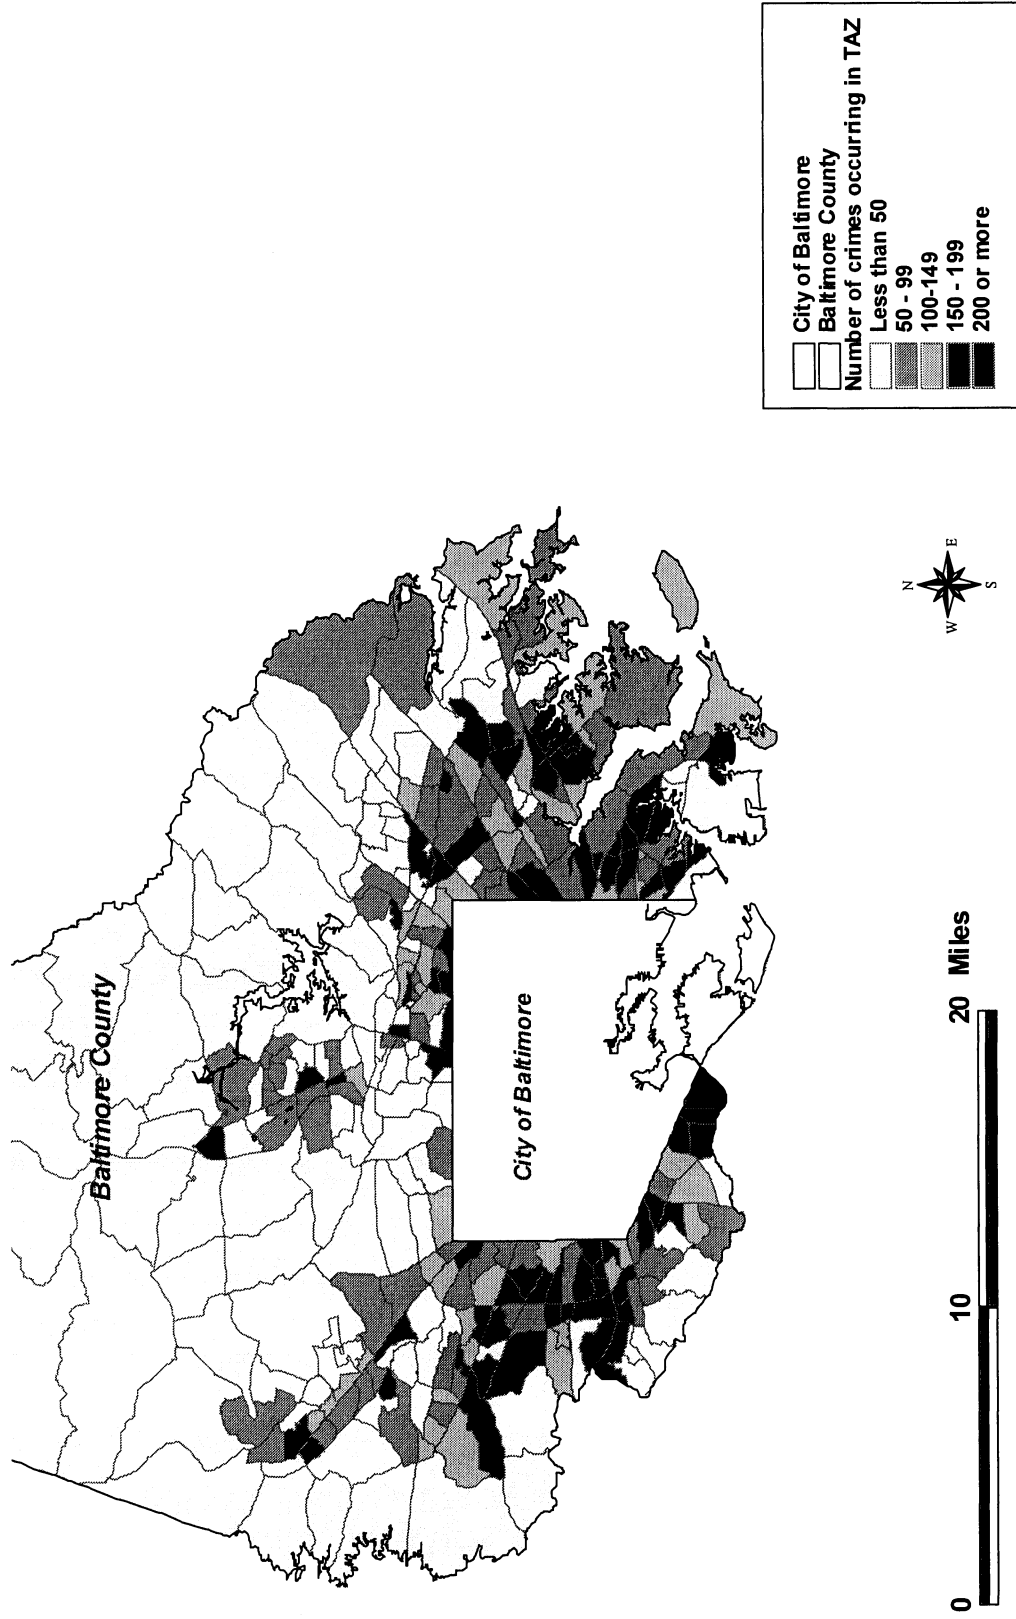 Baltimore County
City of Baltimore
N
W
E
S
0
10
20 Miles
City of Baltimore
Baltimore County
Number of crimes occurring in TAZ
Less than 50
50 - 99
100-149
150 - 199
200 or more